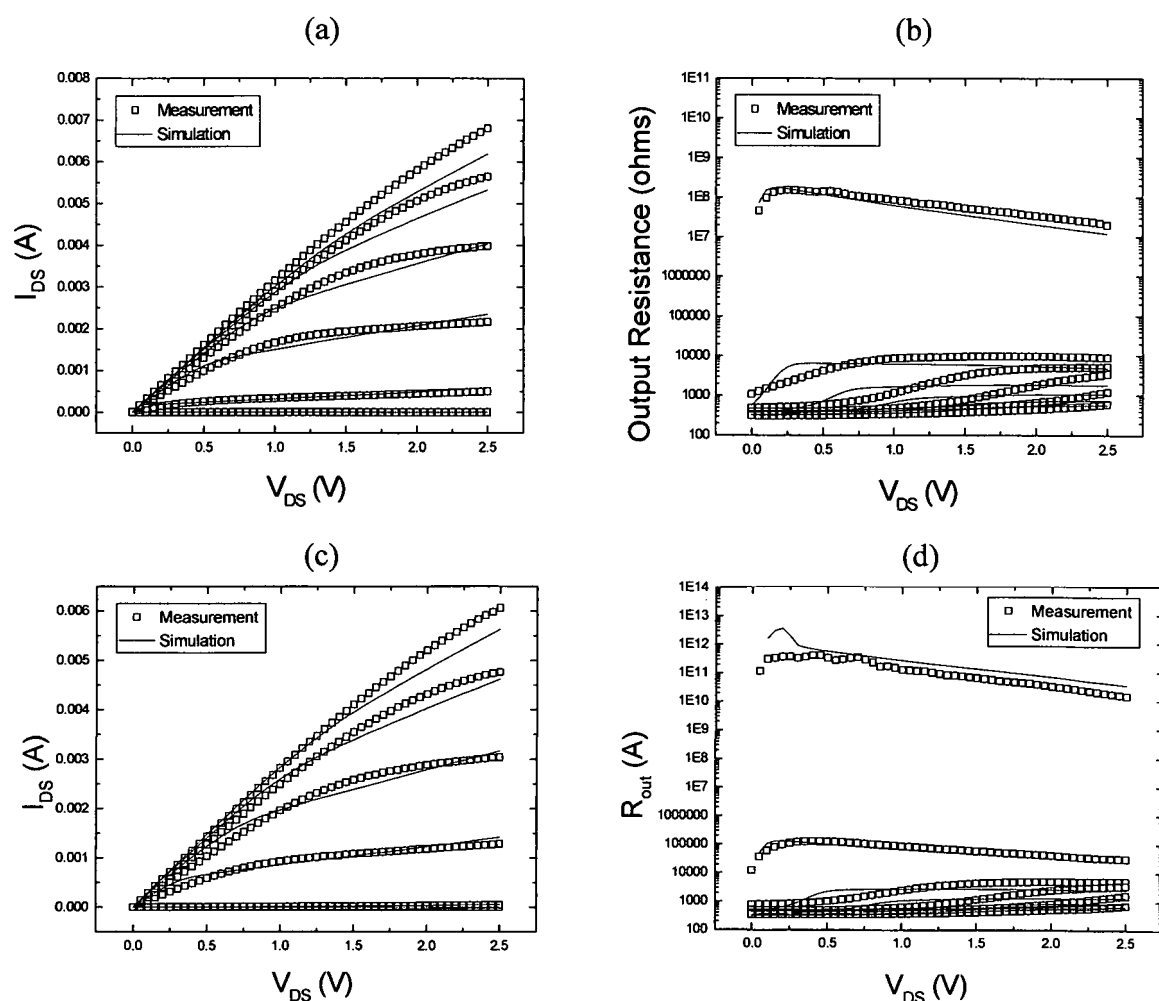 (a)
I_DS (A)
0.008
0.007
0.006
0.005
0.004
0.003
0.002
0.001
0.000
Measurement
Simulation
0.0 0.5 1.0 1.5 2.0 2.5
V_DS (V)
(b)
Output Resistance (ohms)
1E11
1E10
1E9
1E8
1E7
1000000
100000
10000
1000
100
Measurement
Simulation
0.0 0.5 1.0 1.5 2.0 2.5
V_DS (V)
(c)
I_DS (A)
0.006
0.005
0.004
0.003
0.002
0.001
0.000
Measurement
Simulation
0.0 0.5 1.0 1.5 2.0 2.5
V_DS (V)
(d)
R_out (A)
1E14
1E13
1E12
1E11
1E10
1E9
1E8
1E7
1000000
100000
10000
1000
100
Measurement
Simulation
0.0 0.5 1.0 1.5 2.0 2.5
V_DS (V)